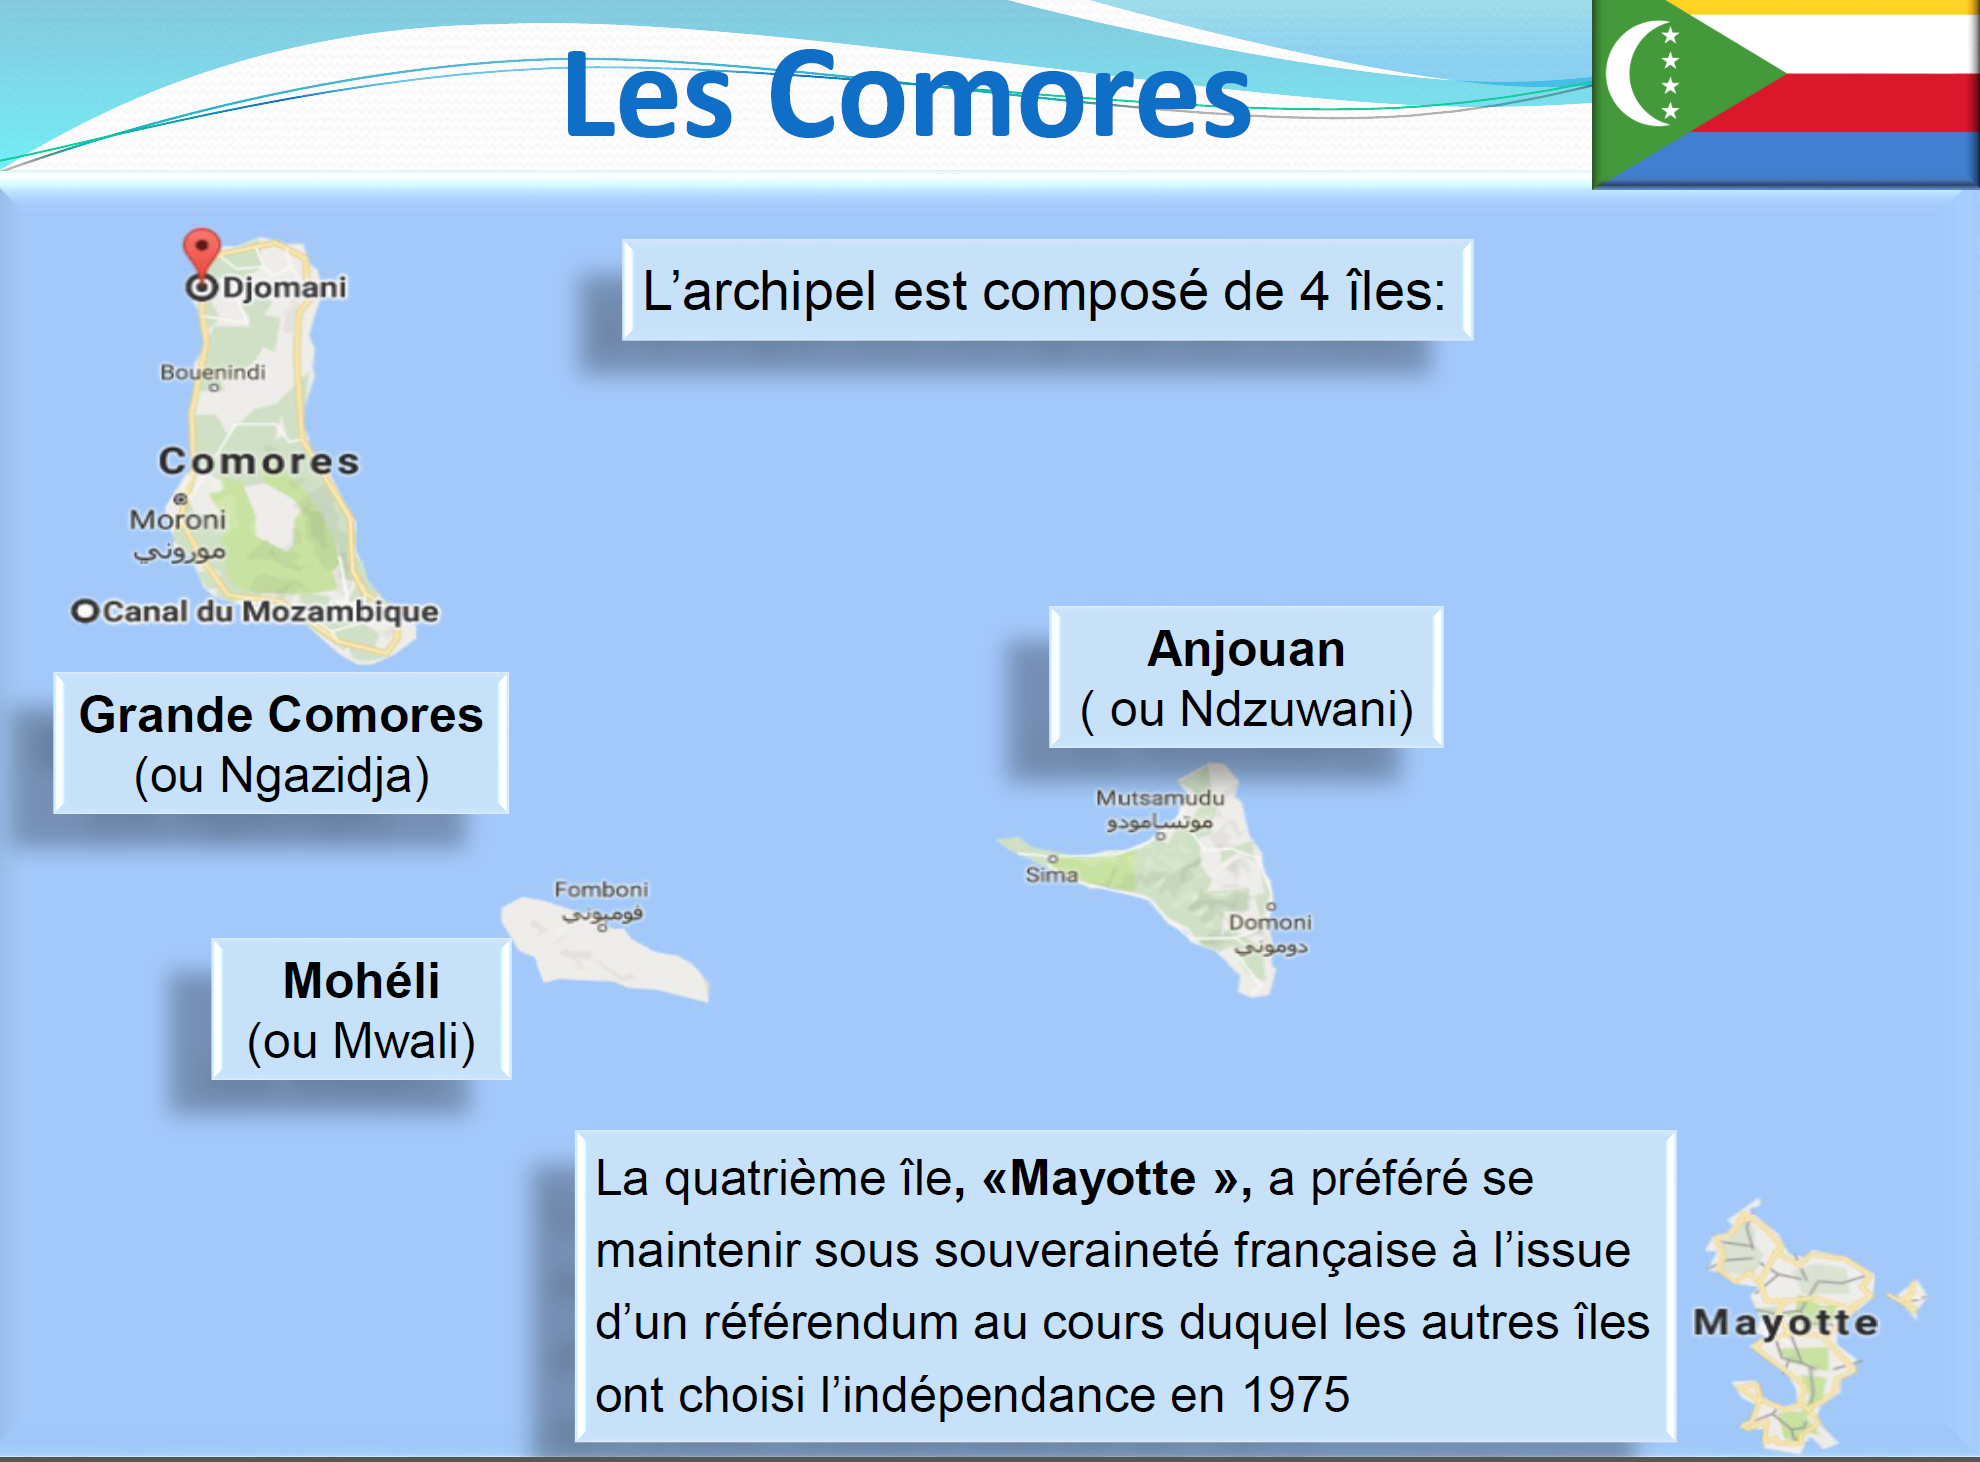 Les Comores
L’archipel est composé de 4 îles:
Djomani
Bouenindi
Comores
Moroni
موروني
Canal du Mozambique
Grande Comores
(ou Ngazidja)
Anjouan
( ou Ndzuwani)
Mutsamudu
موتسامودو
Sima
Domoni
دوموني
Fomboni
فومبوني
Mohéli
(ou Mwali)
La quatrième île, «Mayotte », a préféré se
maintenir sous souveraineté française à l’issue
d’un référendum au cours duquel les autres îles
ont choisi l’indépendance en 1975
Mayotte